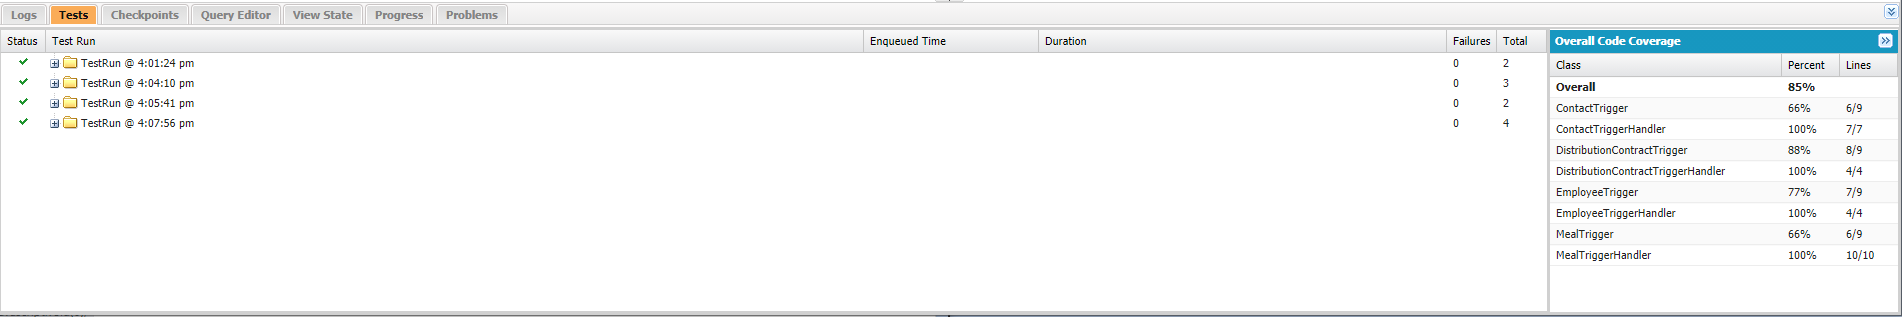 Logs Tests Checkpoints Query Editor View State Progress Problems
Status Test Run Enqueued Time Duration Failures Total
TestRun @ 4:01:24 pm 0 2
TestRun @ 4:04:10 pm 0 3
TestRun @ 4:05:41 pm 0 2
TestRun @ 4:07:56 pm 0 4
Overall Code Coverage
Class Percent Lines
Overall 85%
ContactTrigger 66% 6/9
ContactTriggerHandler 100% 7/7
DistributionContractTrigger 88% 8/9
DistributionContractTriggerHandler 100% 4/4
EmployeeTrigger 77% 7/9
EmployeeTriggerHandler 100% 4/4
MealTrigger 66% 6/9
MealTriggerHandler 100% 10/10